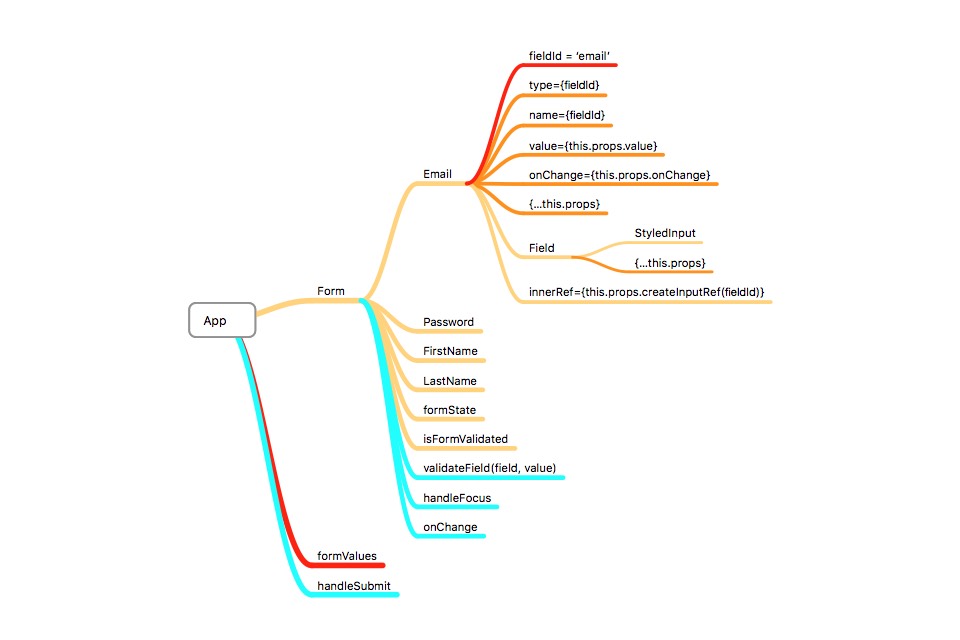 fieldId = ‘email’
type={fieldId}
name={fieldId}
value={this.props.value}
Email
onChange={this.props.onChange}
{...this.props}
StyledInput
Field
{...this.props}
innerRef={this.props.createInputRef(fieldId)}
Form
App
Password
FirstName
LastName
formState
isFormValidated
validateField(field, value)
handleFocus
onChange
formValues
handleSubmit